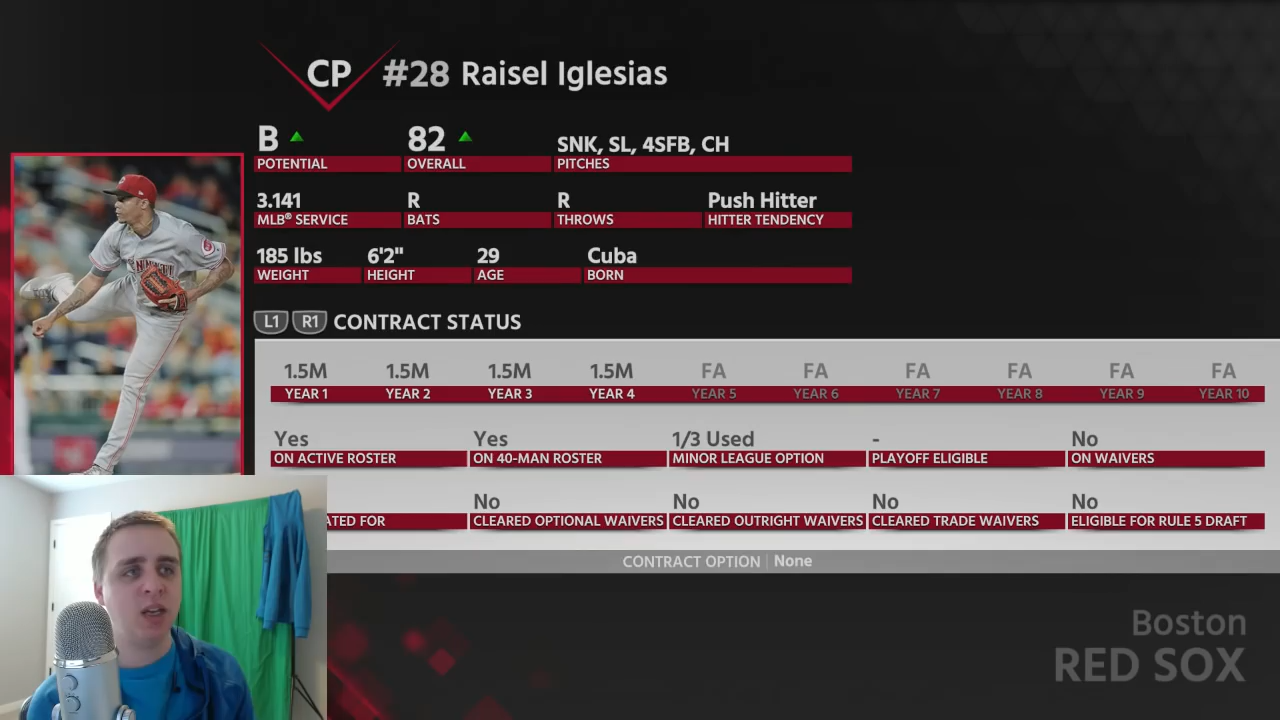 CP #28 Raisel Iglesias
B 82 SNK, SL, 4SFB, CH
POTENTIAL OVERALL PITCHES
3.141 R R Push Hitter
MLB® SERVICE BATS THROWS HITTER TENDENCY
185 lbs 6'2" 29 Cuba
WEIGHT HEIGHT AGE BORN
L1 R1 CONTRACT STATUS
1.5M 1.5M 1.5M 1.5M FA FA FA FA FA FA
YEAR 1 YEAR 2 YEAR 3 YEAR 4 YEAR 5 YEAR 6 YEAR 7 YEAR 8 YEAR 9 YEAR 10
Yes Yes 1/3 Used - No
ON ACTIVE ROSTER ON 40-MAN ROSTER MINOR LEAGUE OPTION PLAYOFF ELIGIBLE ON WAIVERS
No No No No
ATED FOR CLEARED OPTIONAL WAIVERS CLEARED OUTRIGHT WAIVERS CLEARED TRADE WAIVERS ELIGIBLE FOR RULE 5 DRAFT
CONTRACT OPTION | None
Boston
RED SOX